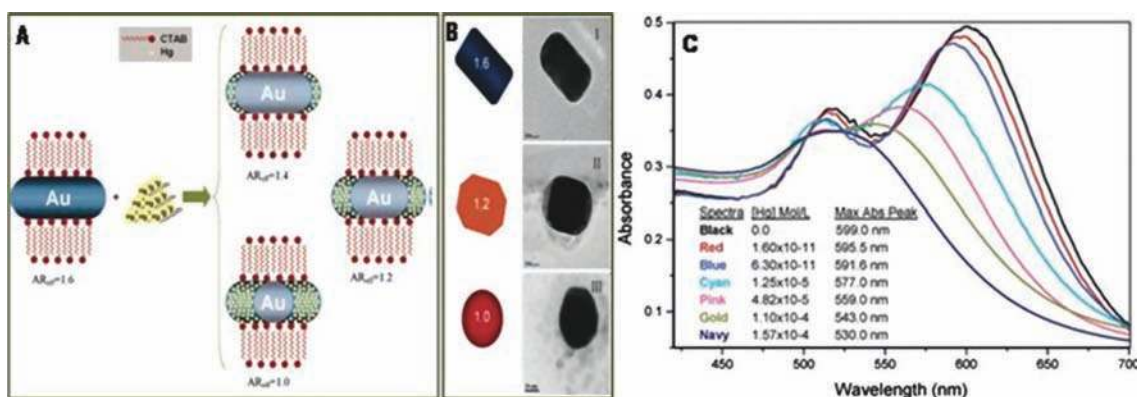 A
CTAB
Hg
Au
AReff=1.4
Au
Au
AReff=1.6
AReff=1.2
Au
AReff=1.0
B
1.6
I
1.2
II
1.0
III
C
0.5
0.4
0.3
0.2
0.1
Absorbance
Spectra [Hg] Mol/L Max Abs Peak
Black 0.0 599.0 nm
Red 1.60x10-11 595.5 nm
Blue 6.30x10-11 591.6 nm
Cyan 1.25x10-5 577.0 nm
Pink 4.82x10-5 559.0 nm
Gold 1.10x10-4 543.0 nm
Navy 1.57x10-4 530.0 nm
450 500 550 600 650 700
Wavelength (nm)